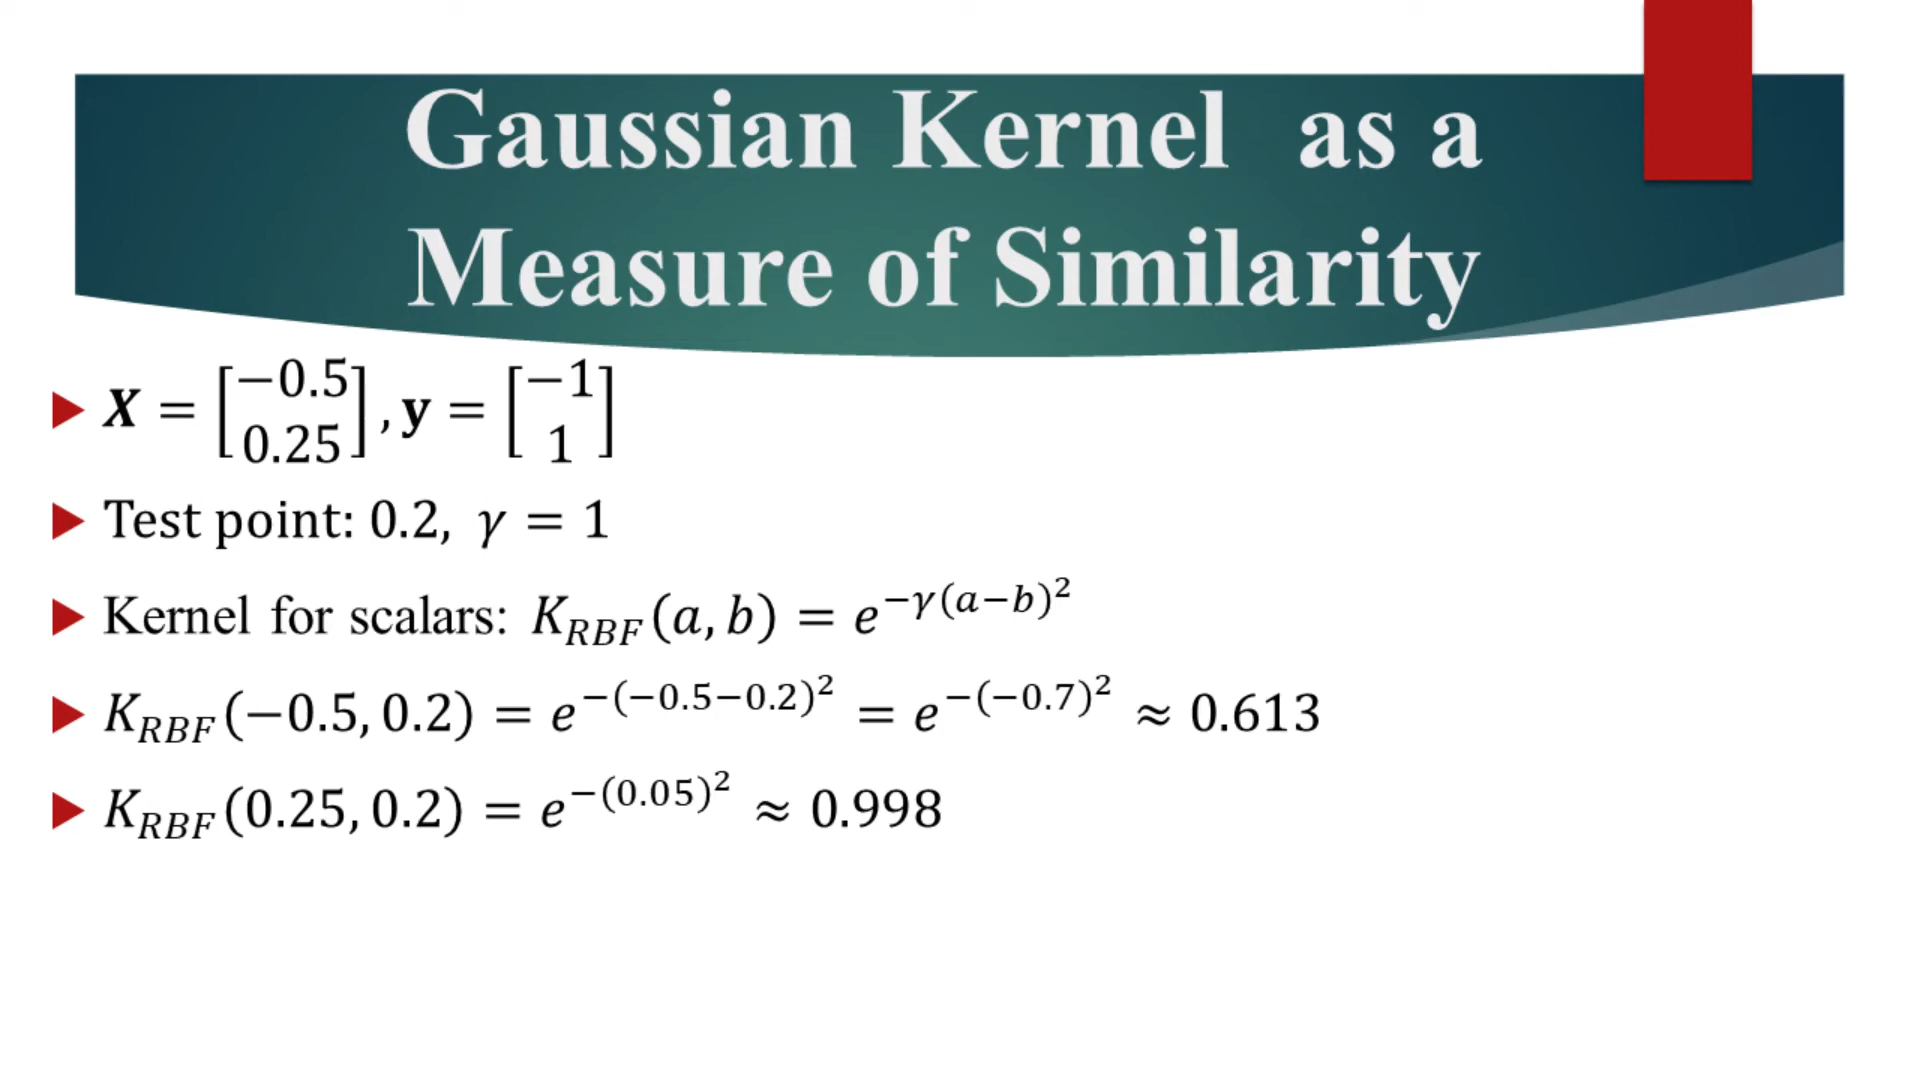 Gaussian Kernel as a
Measure of Similarity
X = [−0.5 0.25], y = [−1 1]
Test point: 0.2, γ = 1
Kernel for scalars: K_RBF(a, b) = e^−γ(a−b)²
K_RBF(−0.5, 0.2) = e^−(−0.5−0.2)² = e^−(−0.7)² ≈ 0.613
K_RBF(0.25, 0.2) = e^−(0.05)² ≈ 0.998